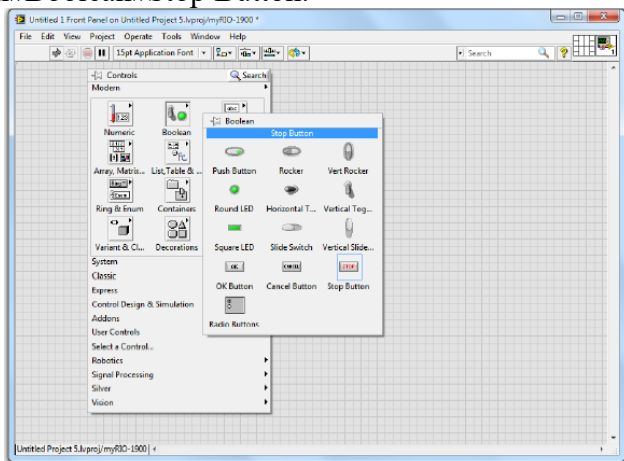 Untitled 1 Front Panel on Untitled Project 5.lvproj/myRIO-1900 *
File Edit View Project Operate Tools Window Help
15pt Application Font
Search
Controls
Search
Modern
Boolean
Stop Button
Numeric
Boolean
Array, Matrix...
List, Table & ...
Push Button
Rocker
Vert Rocker
Ring & Enum
Containers
Round LED
Horizontal T...
Vertical Tog...
Variant & Cl...
Decorations
Square LED
Slide Switch
Vertical Slide...
System
Classic
OK
CANCEL
STOP
Express
OK Button
Cancel Button
Stop Button
Control Design & Simulation
Addons
User Controls
Radio Buttons
Select a Control...
Robotics
Signal Processing
Silver
Vision
Untitled Project 5.lvproj/myRIO-1900